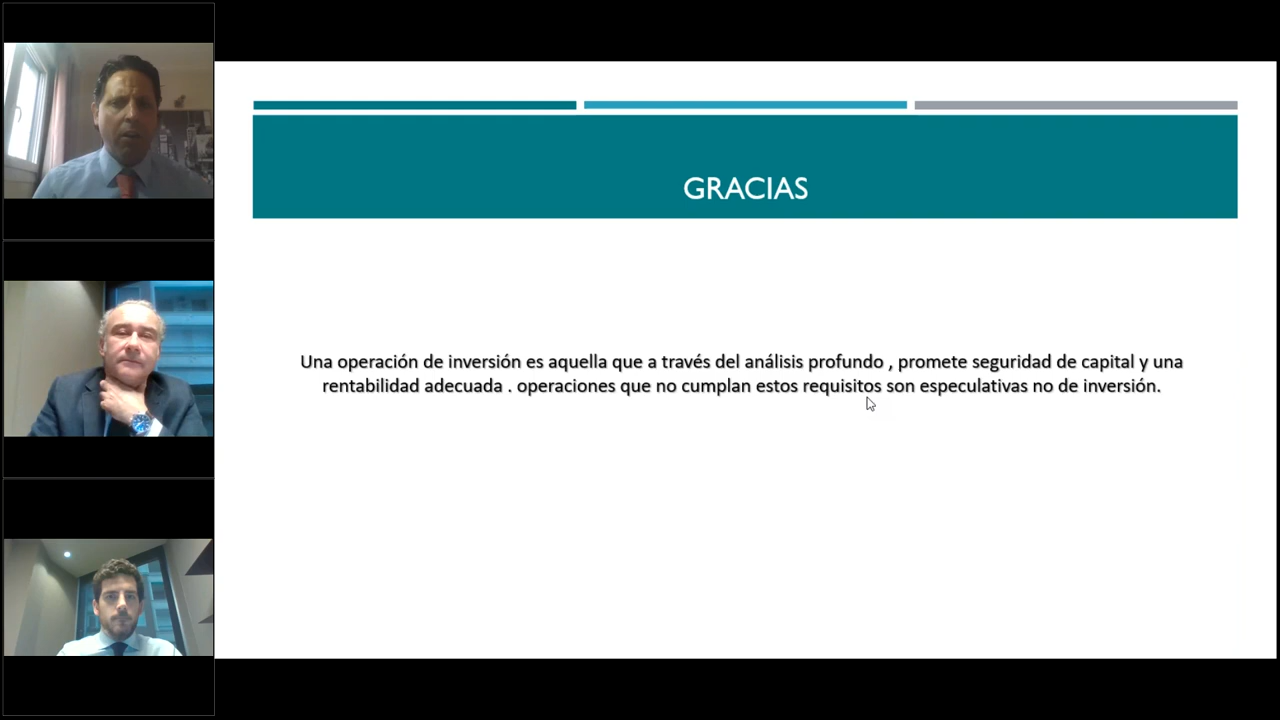 GRACIAS
Una operación de inversión es aquella que a través del análisis profundo , promete seguridad de capital y una
rentabilidad adecuada . operaciones que no cumplan estos requisitos son especulativas no de inversión.